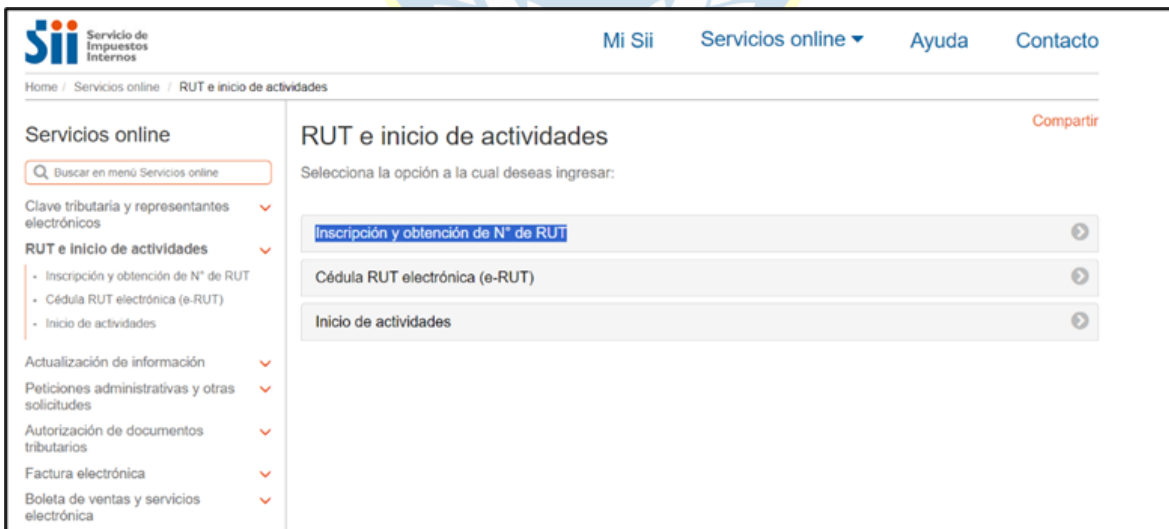 Sii Servicio de
Impuestos
Internos
Mi Sii Servicios online Ayuda Contacto
Home / Servicios online / RUT e inicio de actividades
Servicios online
Buscar en menú Servicios online
Clave tributaria y representantes
electrónicos
RUT e inicio de actividades
- Inscripción y obtención de N° de RUT
- Cédula RUT electrónica (e-RUT)
- Inicio de actividades
Actualización de información
Peticiones administrativas y otras
solicitudes
Autorización de documentos
tributarios
Factura electrónica
Boleta de ventas y servicios
electrónica
Compartir
RUT e inicio de actividades
Selecciona la opción a la cual deseas ingresar:
Inscripción y obtención de N° de RUT
Cédula RUT electrónica (e-RUT)
Inicio de actividades